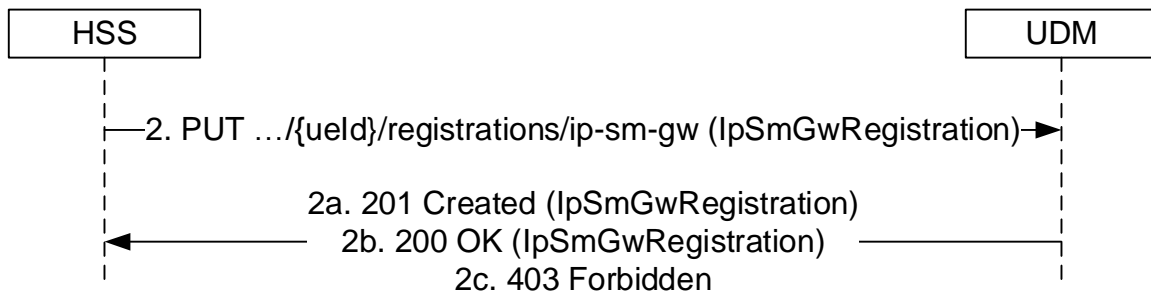 HSS
UDM
2. PUT …/{ueId}/registrations/ip-sm-gw (IpSmGwRegistration)
2a. 201 Created (IpSmGwRegistration)
2b. 200 OK (IpSmGwRegistration)
2c. 403 Forbidden